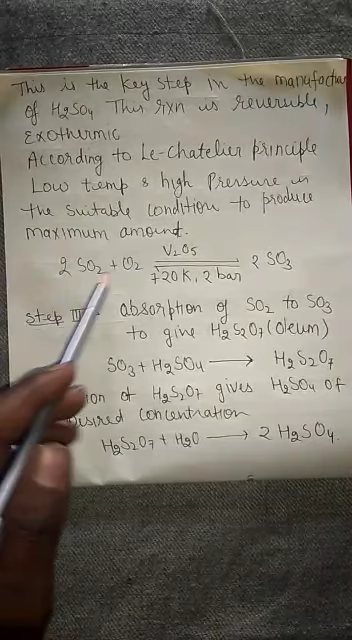 This is the key step in the manufactur
of H2SO4 This rxn is reversible,
Exothermic
According to Le-Chatelier principle
Low temp & high Pressure is
the suitable condition to produce
maximum amount.
2 SO2 + O2 V2O5 720K, 2 bar 2 SO3
Step III absorption of SO2 to SO3
to give H2S2O7 (Oleum)
SO3 + H2SO4 ⟶ H2S2O7
ion of H2S2O7 gives H2SO4 of
esired concentration
H2S2O7 + H2O ⟶ 2 H2SO4.